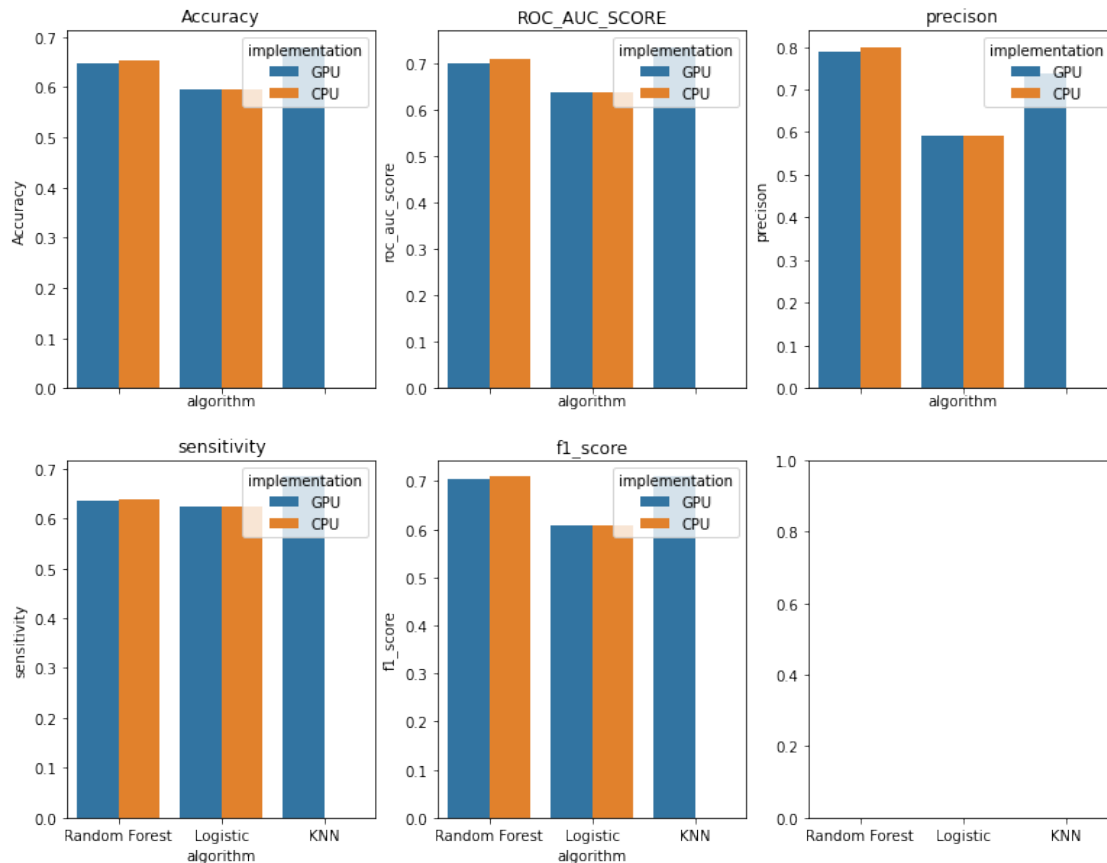 Accuracy
Accuracy
0.7
0.6
0.5
0.4
0.3
0.2
0.1
0.0
implementation
GPU
CPU
algorithm
ROC_AUC_SCORE
roc_auc_score
0.7
0.6
0.5
0.4
0.3
0.2
0.1
0.0
implementation
GPU
CPU
algorithm
precison
precison
0.8
0.7
0.6
0.5
0.4
0.3
0.2
0.1
0.0
implementation
GPU
CPU
algorithm
sensitivity
sensitivity
0.7
0.6
0.5
0.4
0.3
0.2
0.1
0.0
implementation
GPU
CPU
Random Forest Logistic KNN
algorithm
f1_score
f1_score
0.7
0.6
0.5
0.4
0.3
0.2
0.1
0.0
implementation
GPU
CPU
Random Forest Logistic KNN
algorithm
1.0
0.8
0.6
0.4
0.2
0.0
Random Forest Logistic KNN